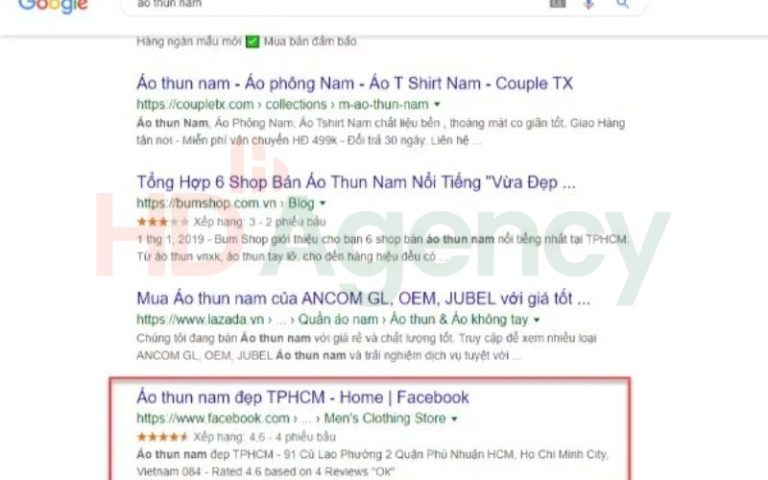 Google
áo thun nam
Hàng ngàn mẫu mới ✅ Mua bán đảm bảo.
Áo thun nam - Áo phông Nam - Áo T Shirt Nam - Couple TX
https://coupletx.com › collections › m-ao-thun-nam ▾
Áo thun Nam, Áo Phông Nam, Áo Tshirt Nam chất liệu bền , thoáng mát co giãn tốt. Giao Hàng
tận nơi - Miễn phí vận chuyển HĐ 499k - Đổi trả 30 ngày. Liên hệ ...
Tổng Hợp 6 Shop Bán Áo Thun Nam Nổi Tiếng "Vừa Đẹp ...
https://bumshop.com.vn › Blog ▾
★★★★★ Xếp hạng: 3 - 2 phiếu bầu
1 thg 1, 2019 - Bum Shop giới thiệu cho bạn 6 shop bán áo thun nam nổi tiếng nhất tại TPHCM.
Từ áo thun vnxk, áo thun tay lỡ, cho đến hàng hiệu đều có ...
HD Agency
Mua Áo thun nam của ANCOM GL, OEM, JUBEL với giá tốt ...
https://www.lazada.vn › ... › Quần áo nam › Áo thun & Áo không tay ▾
Chúng tôi đang bán Áo thun nam với giá rẻ và chất lượng tốt. Truy cập để xem nhiều loại
ANCOM GL, OEM, JUBEL Áo thun nam và trải nghiệm dịch vụ tuyệt với ...
Áo thun nam đẹp TPHCM - Home | Facebook
https://www.facebook.com › ... › Men's Clothing Store ▾
★★★★★ Xếp hạng: 4,6 - 4 phiếu bầu
Áo thun nam đẹp TPHCM - 91 Cù Lao Phường 2 Quận Phú Nhuận HCM, Ho Chi Minh City,
Vietnam 084 - Rated 4.6 based on 4 Reviews "OK"